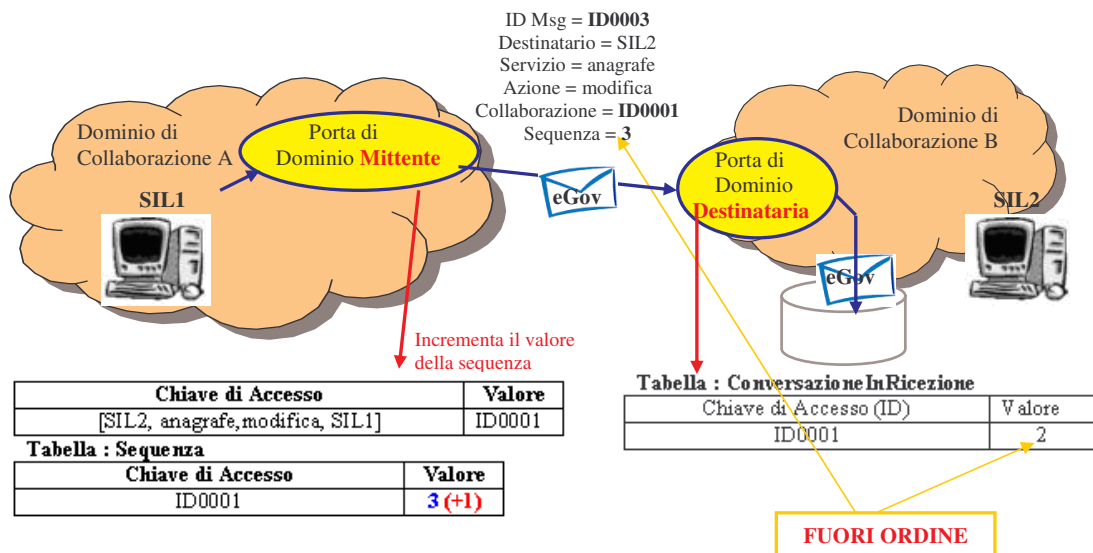 ID Msg = ID0003
Destinatario = SIL2
Servizio = anagrafe
Azione = modifica
Collaborazione = ID0001
Sequenza = 3
Dominio di
Collaborazione A
Porta di
Dominio Mittente
SIL1
eGov
Dominio di
Collaborazione B
Porta di
Dominio
Destinataria
SIL2
eGov
Incrementa il valore
della sequenza
Chiave di Accesso Valore
[SIL2, anagrafe,modifica, SIL1] ID0001
Tabella : Sequenza
Chiave di Accesso Valore
ID0001 3 (+1)
Tabella : ConversazioneInRicezione
Chiave di Accesso (ID) Valore
ID0001 2
FUORI ORDINE